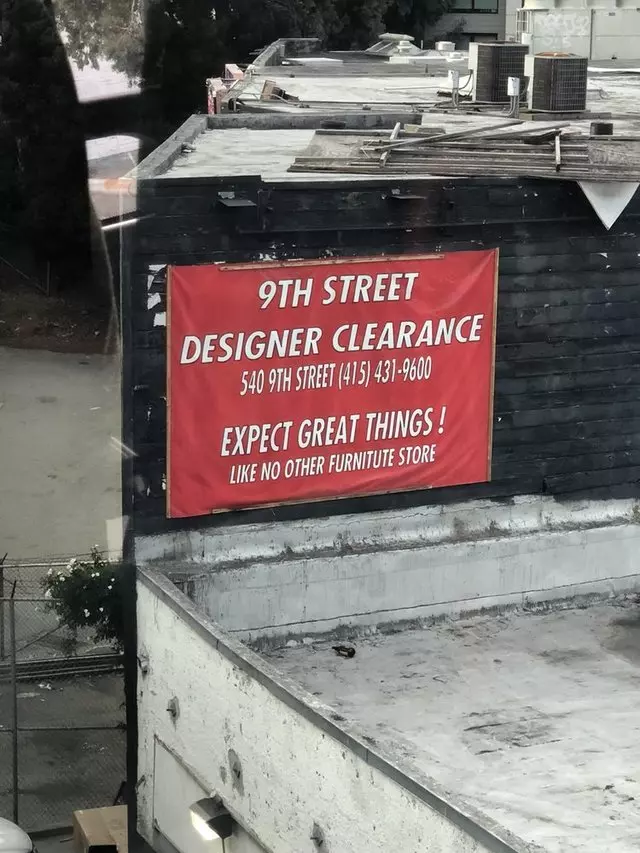 9TH STREET
DESIGNER CLEARANCE
540 9TH STREET (415) 431-9600
EXPECT GREAT THINGS !
LIKE NO OTHER FURNITUTE STORE